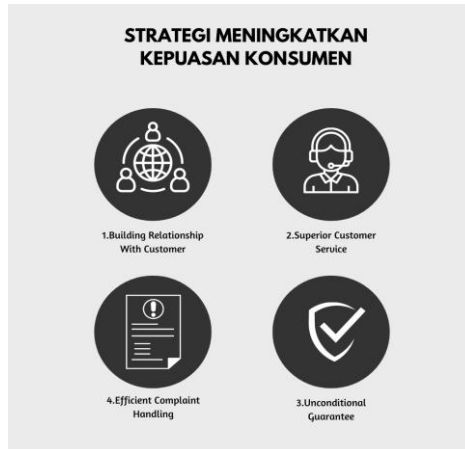 STRATEGI MENINGKATKAN
KEPUASAN KONSUMEN
1.Building Relationship
With Customer
2.Superior Customer
Service
4.Efficient Complaint
Handling
3.Unconditional
Guarantee